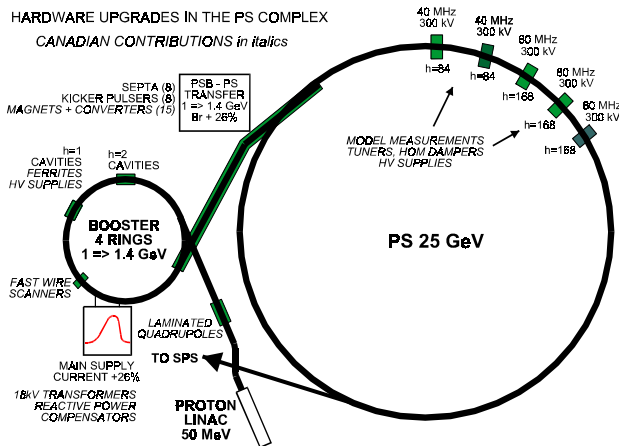 HARDWARE UPGRADES IN THE PS COMPLEX
CANADIAN CONTRIBUTIONS in italics
SEPTA (8)
KICKER PULSERS (8)
MAGNETS + CONVERTERS (15)
PSB - PS
TRANSFER
1 => 1.4 GeV
Br + 26%
40 MHz
300 kV
h=84
40 MHz
300 kV
h=84
80 MHz
300 kV
h=168
80 MHz
300 kV
h=168
80 MHz
300 kV
h=168
MODEL MEASUREMENTS
TUNERS, HOM DAMPERS
HV SUPPLIES
h=1
CAVITIES
FERRITES
HV SUPPLIES
h=2
CAVITIES
BOOSTER
4 RINGS
1 => 1.4 GeV
PS 25 GeV
FAST WIRE
SCANNERS
LAMINATED
QUADRUPOLES
TO SPS
MAIN SUPPLY
CURRENT +26%
18kV TRANSFORMERS
REACTIVE POWER
COMPENSATORS
PROTON
LINAC
50 MeV